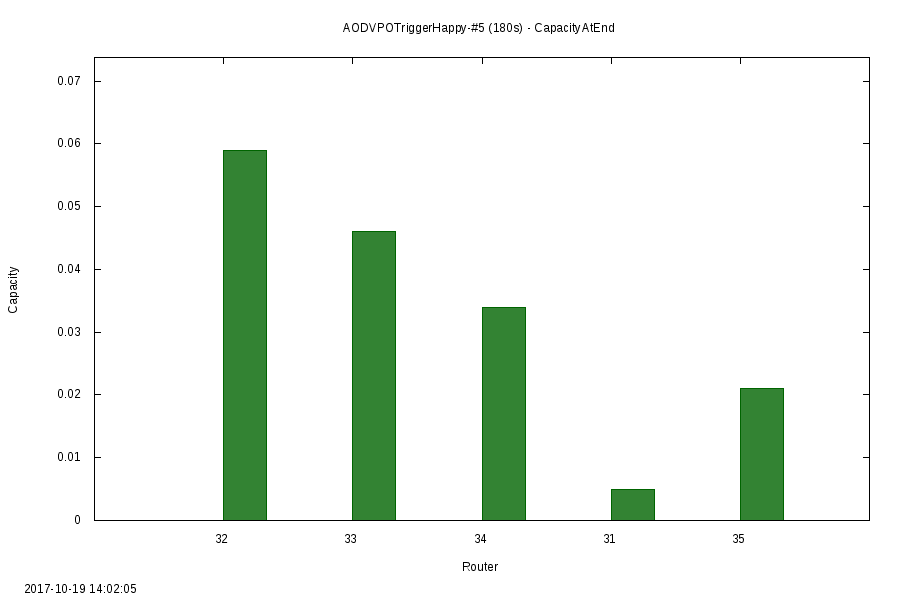 AODVPOTriggerHappy-#5 (180s) - CapacityAtEnd
0.07
0.06
0.05
0.04
0.03
0.02
0.01
0
Capacity
32 33 34 31 35
Router
2017-10-19 14:02:05